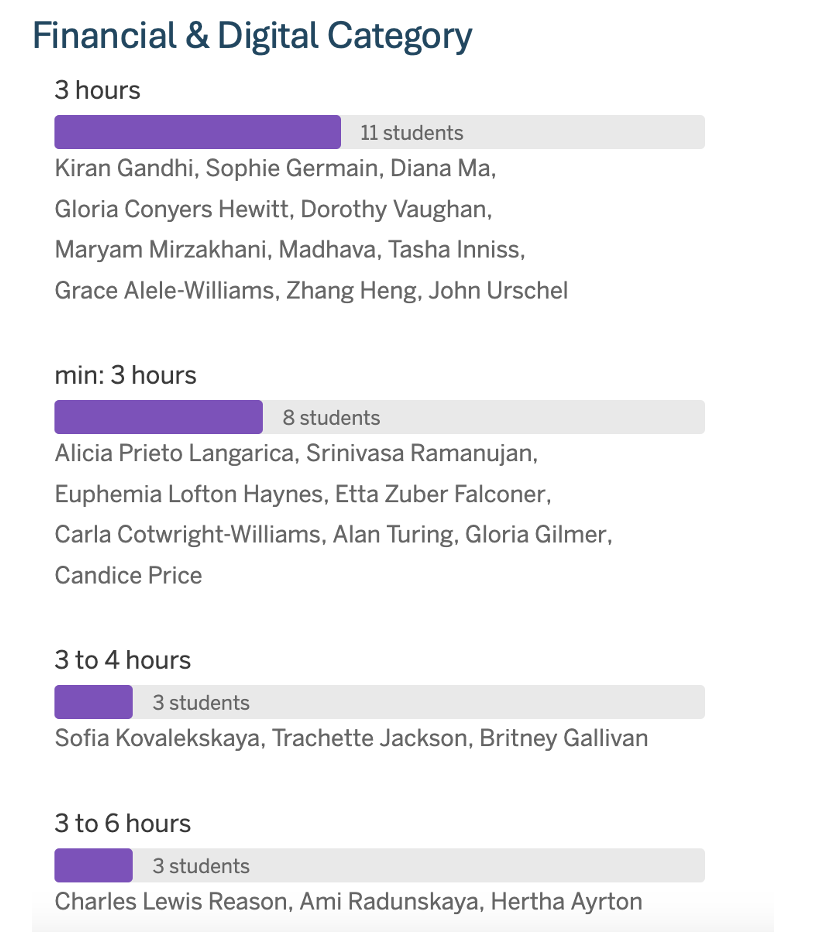 Financial & Digital Category
3 hours
11 students
Kiran Gandhi, Sophie Germain, Diana Ma,
Gloria Conyers Hewitt, Dorothy Vaughan,
Maryam Mirzakhani, Madhava, Tasha Inniss,
Grace Alele-Williams, Zhang Heng, John Urschel
min: 3 hours
8 students
Alicia Prieto Langarica, Srinivasa Ramanujan,
Euphemia Lofton Haynes, Etta Zuber Falconer,
Carla Cotwright-Williams, Alan Turing, Gloria Gilmer,
Candice Price
3 to 4 hours
3 students
Sofia Kovalekskaya, Trachette Jackson, Britney Gallivan
3 to 6 hours
3 students
Charles Lewis Reason, Ami Radunskaya, Hertha Ayrton